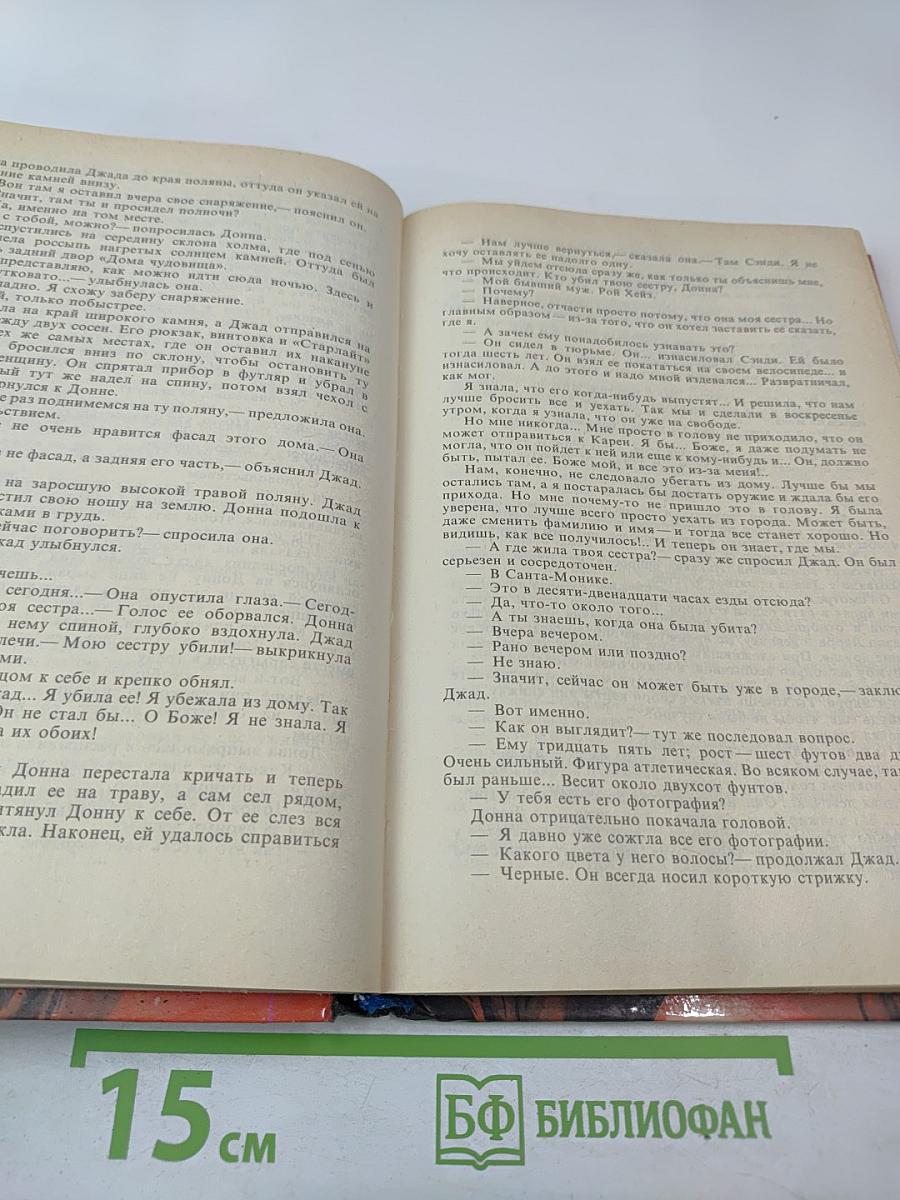 а проводила Джада до края поляны, оттуда он указал ей на
ние камней внизу.
Вон там я оставил вчера свое снаряжение,— пояснил он.
начит, там ты и просидел полночи?
а, именно на том месте.
с тобой, можно?— попросилась Донна.
спустились на середину склона холма, где под сенью
ела россыпь нагретых солнцем камней. Оттуда был
ь задний двор «Дома чудовища».
представляю, как можно идти сюда ночью. Здесь и
утковато...— улыбнулась она.
адно. Я схожу заберу снаряжение.
й, только побыстрее.
ла на край широкого камня, а Джад отправился на
жду двух сосен. Его рюкзак, винтовка и «Старлайт»
ех же самых местах, где он оставил их накануне
бросился вниз по склону, чтобы остановить ту
енщину. Он спрятал прибор в футляр и убрал в
ый тут же надел на спину, потом взял чехол с
рнулся к Донне.
е раз поднимемся на ту поляну,— предложила она.
ьствием.
е не очень нравится фасад этого дома.— Она
е не фасад, а задняя его часть,— объяснил Джад.
на заросшую высокой травой поляну. Джад
стил свою ношу на землю. Донна подошла к
ками в грудь.
ейчас поговорить?— спросила она.
кад улыбнулся.
чешь...
сегодня...— Она опустила глаза.— Сегод-
оя сестра...— Голос ее оборвался. Донна
нему спиной, глубоко вздохнула. Джад
лечи.— Мою сестру убили!— выкрикнула
ми.
цом к себе и крепко обнял.
кад... Я убила ее! Я убежала из дому. Так
Он не стал бы... О Боже! Я не знала. Я
а их обоих!
Донна перестала кричать и теперь
адил ее на траву, а сам сел рядом,
итянул Донну к себе. От ее слез вся
кла. Наконец, ей удалось справиться
— Нам лучше вернуться,— сказала она.— Там Сэнди. Я не
хочу оставлять ее надолго одну.
— Мы уйдем отсюда сразу же, как только ты объяснишь мне,
что происходит. Кто убил твою сестру, Донна?
— Мой бывший муж. Рой Хейз.
— Почему?
— Наверное, отчасти просто потому, что она моя сестра... Но
главным образом — из-за того, что он хотел заставить ее сказать,
где я.
— А зачем ему понадобилось узнавать это?
— Он сидел в тюрьме. Он... изнасиловал Сэнди. Ей было
тогда шесть лет. Он взял ее покататься на своем велосипеде... и
изнасиловал. А до этого и надо мной издевался... Развратничал,
как мог.
Я знала, что его когда-нибудь выпустят... И решила, что нам
лучше бросить все и уехать. Так мы и сделали в воскресенье
утром, когда я узнала, что он уже на свободе.
Но мне никогда... Мне просто в голову не приходило, что он
может отправиться к Карен. Я бы... Боже, я даже подумать не
могла, что он пойдет к ней или еще к кому-нибудь и... Он, должно
быть, пытал ее. Боже мой, и все это из-за меня!..
Нам, конечно, не следовало убегать из дому. Лучше бы мы
остались там, а я постаралась бы достать оружие и ждала бы его
прихода. Но мне почему-то не пришло это в голову. Я была
уверена, что лучше всего просто уехать из города. Может быть,
даже сменить фамилию и имя — и тогда все станет хорошо. Но
видишь, как все получилось!.. И теперь он знает, где мы.
— А где жила твоя сестра?— сразу же спросил Джад. Он был
серьезен и сосредоточен.
— В Санта-Монике.
— Это в десяти-двенадцати часах езды отсюда?
— Да, что-то около того...
— А ты знаешь, когда она была убита?
— Вчера вечером.
— Рано вечером или поздно?
— Не знаю.
— Значит, сейчас он может быть уже в городе,— заклю
Джад.
— Вот именно.
— Как он выглядит?— тут же последовал вопрос.
— Ему тридцать пять лет; рост — шест футов два д
Очень сильный. Фигура атлетическая. Во всяком случае, та
был раньше... Весит около двухсот фунтов.
— У тебя есть его фотография?
Донна отрицательно покачала головой.
— Я давно уже сожгла все его фотографии.
— Какого цвета у него волосы?— продолжал Джад.
— Черные. Он всегда носил короткую стрижку.
15 см
БФ БИБЛИОФАН